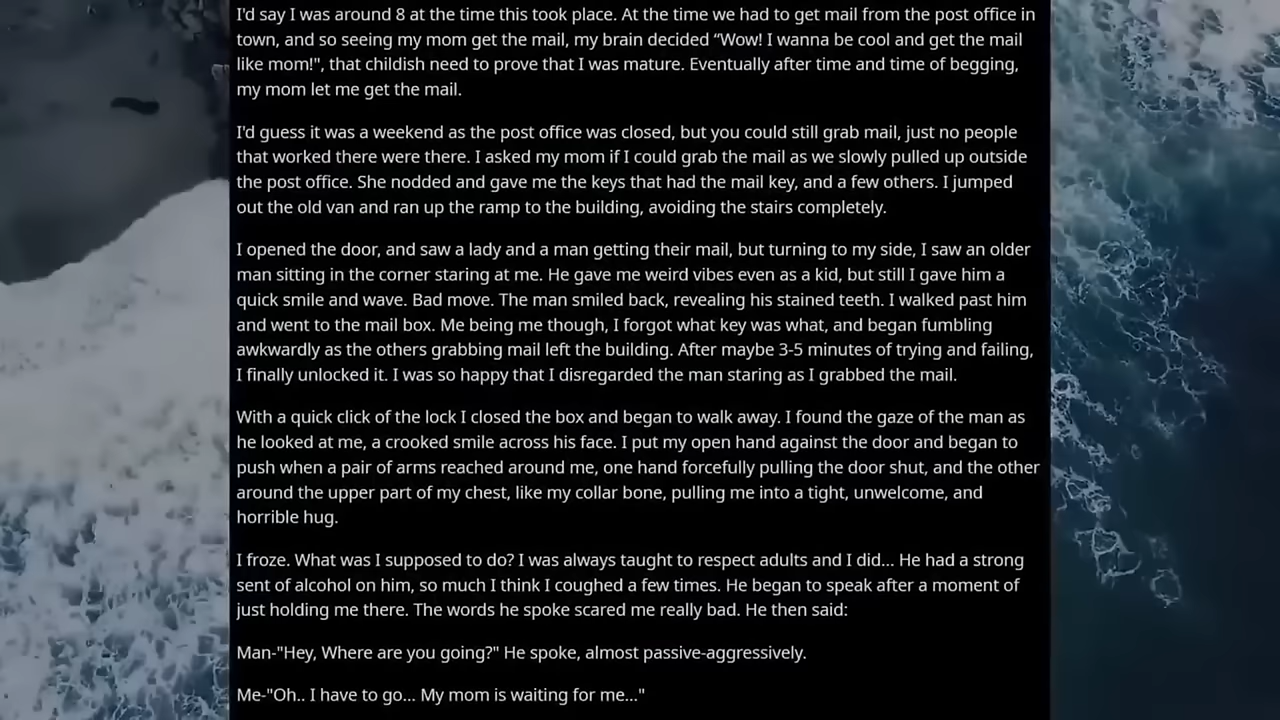 I'd say I was around 8 at the time this took place. At the time we had to get mail from the post office in
town, and so seeing my mom get the mail, my brain decided “Wow! I wanna be cool and get the mail
like mom!", that childish need to prove that I was mature. Eventually after time and time of begging,
my mom let me get the mail.
I'd guess it was a weekend as the post office was closed, but you could still grab mail, just no people
that worked there were there. I asked my mom if I could grab the mail as we slowly pulled up outside
the post office. She nodded and gave me the keys that had the mail key, and a few others. I jumped
out the old van and ran up the ramp to the building, avoiding the stairs completely.
I opened the door, and saw a lady and a man getting their mail, but turning to my side, I saw an older
man sitting in the corner staring at me. He gave me weird vibes even as a kid, but still I gave him a
quick smile and wave. Bad move. The man smiled back, revealing his stained teeth. I walked past him
and went to the mail box. Me being me though, I forgot what key was what, and began fumbling
awkwardly as the others grabbing mail left the building. After maybe 3-5 minutes of trying and failing,
I finally unlocked it. I was so happy that I disregarded the man staring as I grabbed the mail.
With a quick click of the lock I closed the box and began to walk away. I found the gaze of the man as
he looked at me, a crooked smile across his face. I put my open hand against the door and began to
push when a pair of arms reached around me, one hand forcefully pulling the door shut, and the other
around the upper part of my chest, like my collar bone, pulling me into a tight, unwelcome, and
horrible hug.
I froze. What was I supposed to do? I was always taught to respect adults and I did... He had a strong
sent of alcohol on him, so much I think I coughed a few times. He began to speak after a moment of
just holding me there. The words he spoke scared me really bad. He then said:
Man-"Hey, Where are you going?" He spoke, almost passive-aggressively.
Me-"Oh.. I have to go... My mom is waiting for me..."